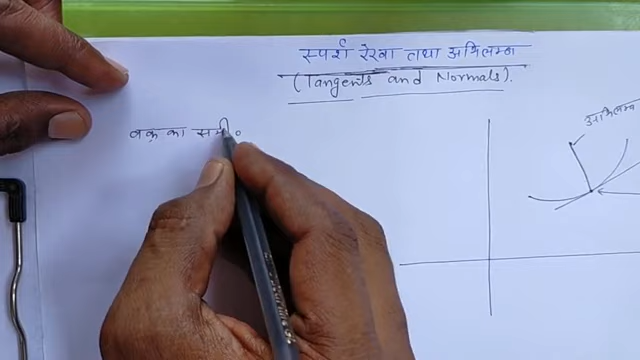 स्पर्श रेखा तथा अभिलम्ब
(Tangents and Normals).
अभिलम्ब
वक्र का समी०